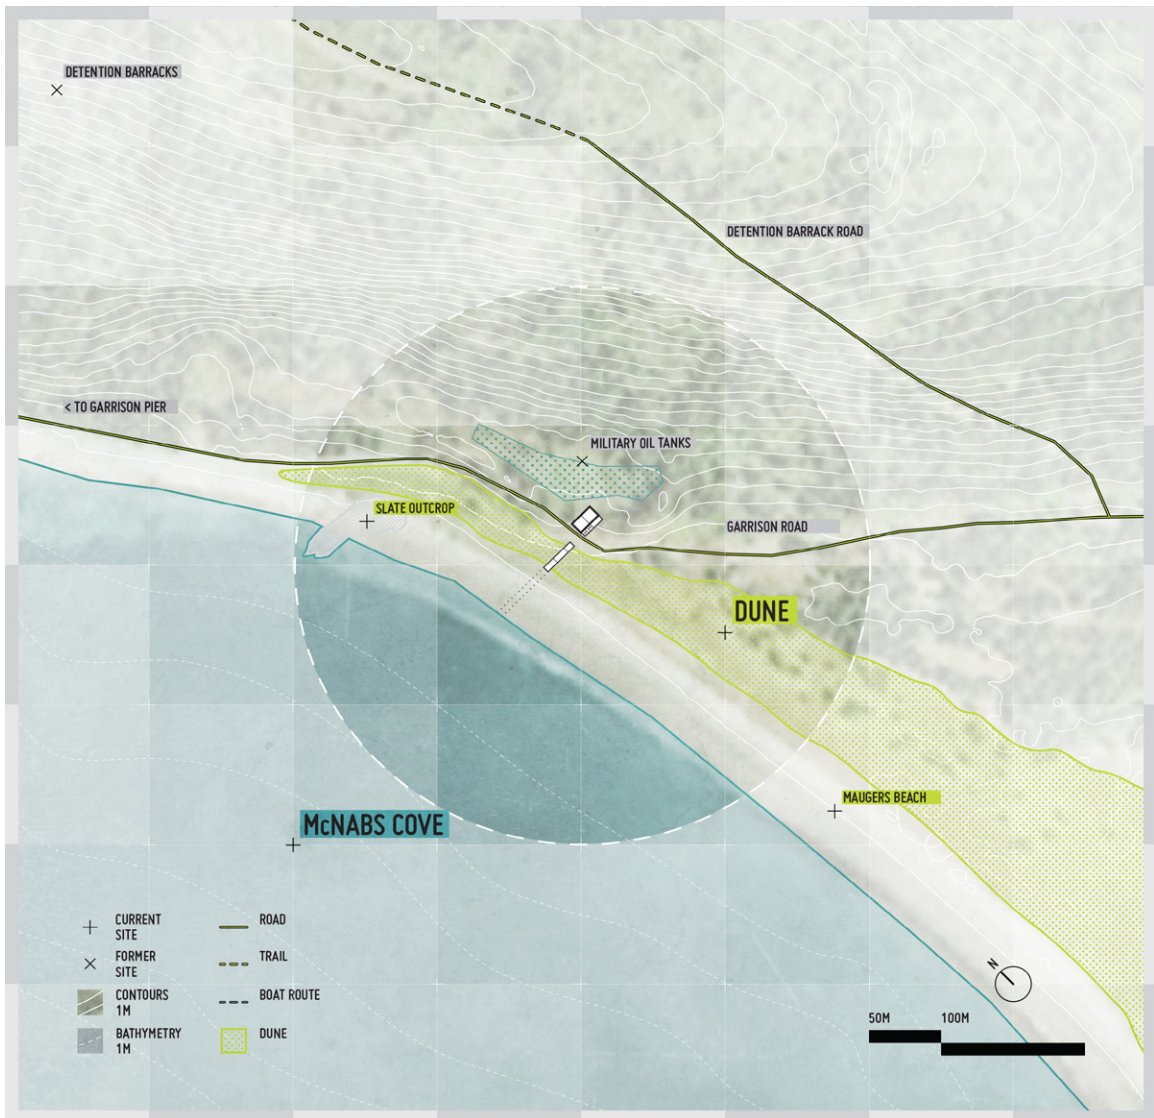 DETENTION BARRACKS
DETENTION BARRACK ROAD
< TO GARRISON PIER
MILITARY OIL TANKS
SLATE OUTCROP
GARRISON ROAD
DUNE
MAUGERS BEACH
McNABS COVE
CURRENT
SITE
ROAD
FORMER
SITE
TRAIL
CONTOURS
1M
BOAT ROUTE
BATHYMETRY
1M
DUNE
N
50M
100M